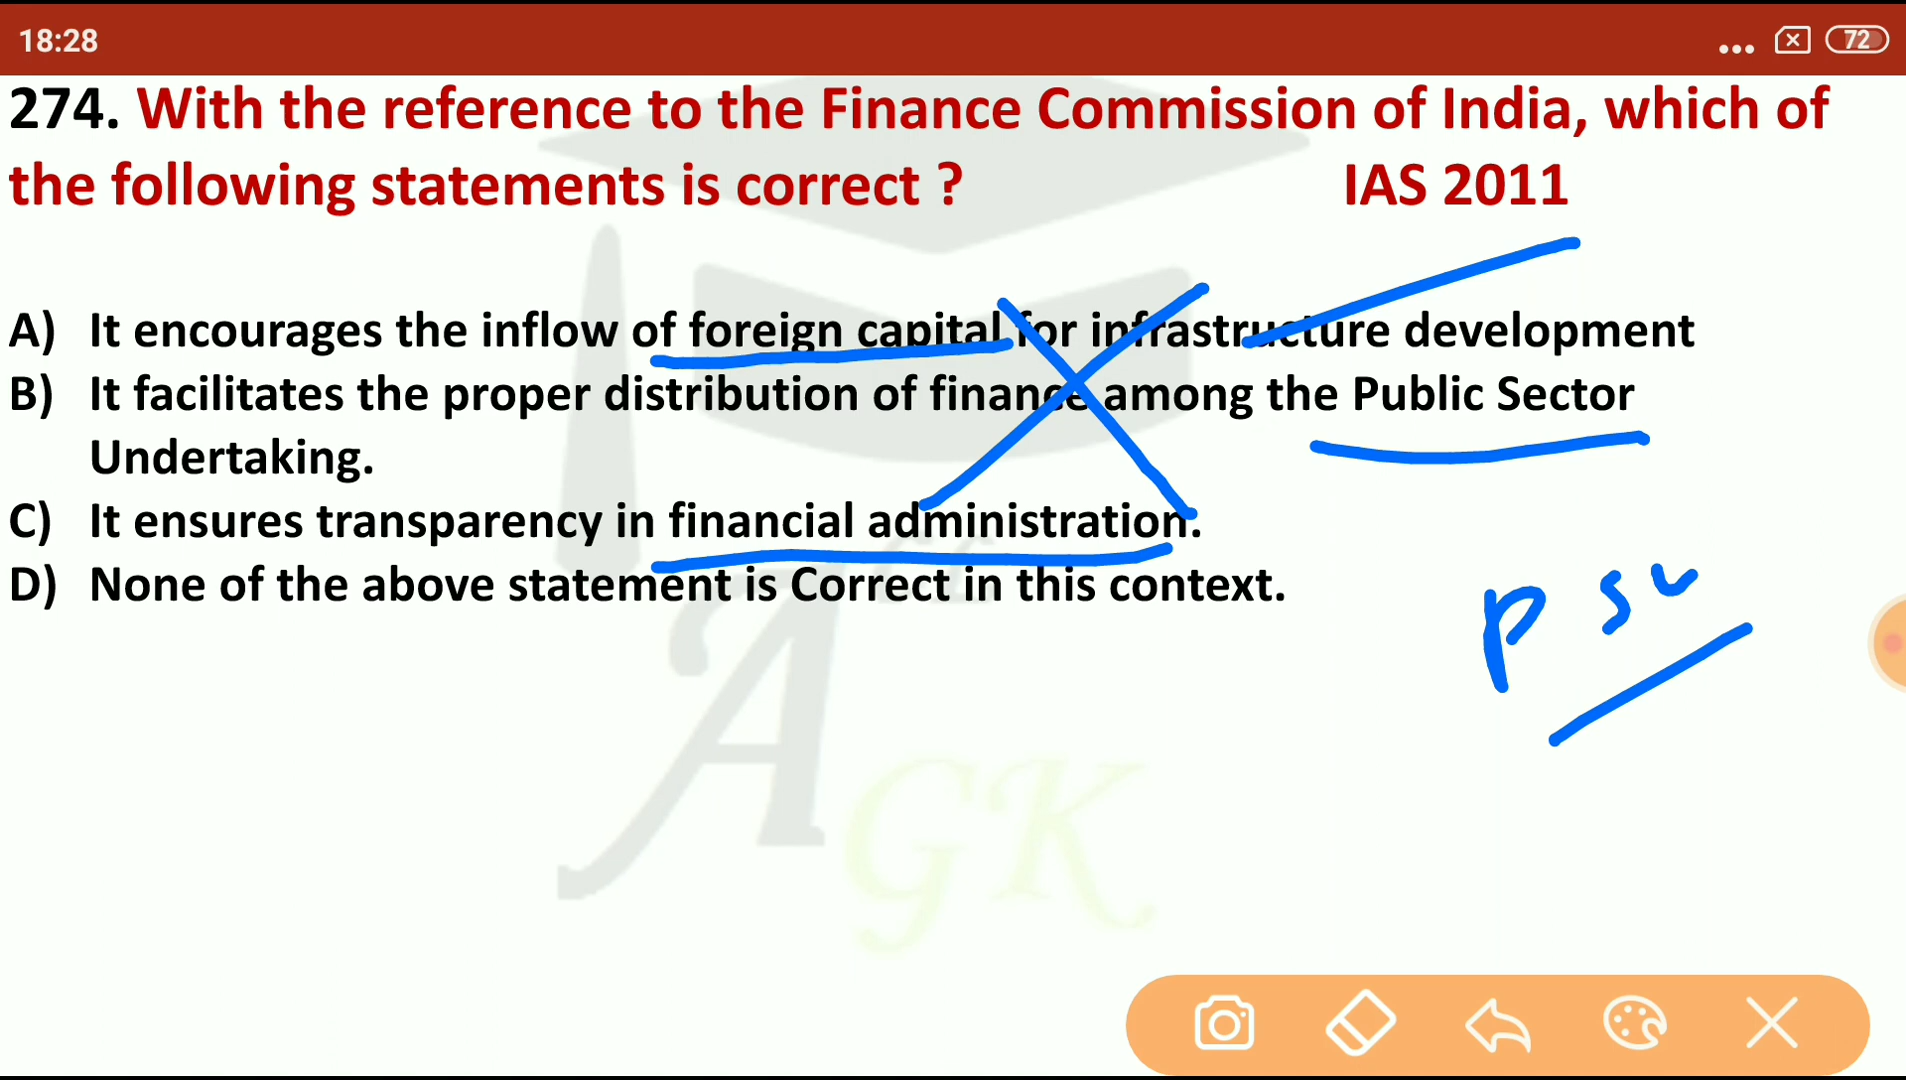 18:28
72
274. With the reference to the Finance Commission of India, which of
the following statements is correct ? IAS 2011
A) It encourages the inflow of foreign capital for infrastructure development
B) It facilitates the proper distribution of finance among the Public Sector
Undertaking.
C) It ensures transparency in financial administration.
D) None of the above statement is Correct in this context.
P SU
A
GK